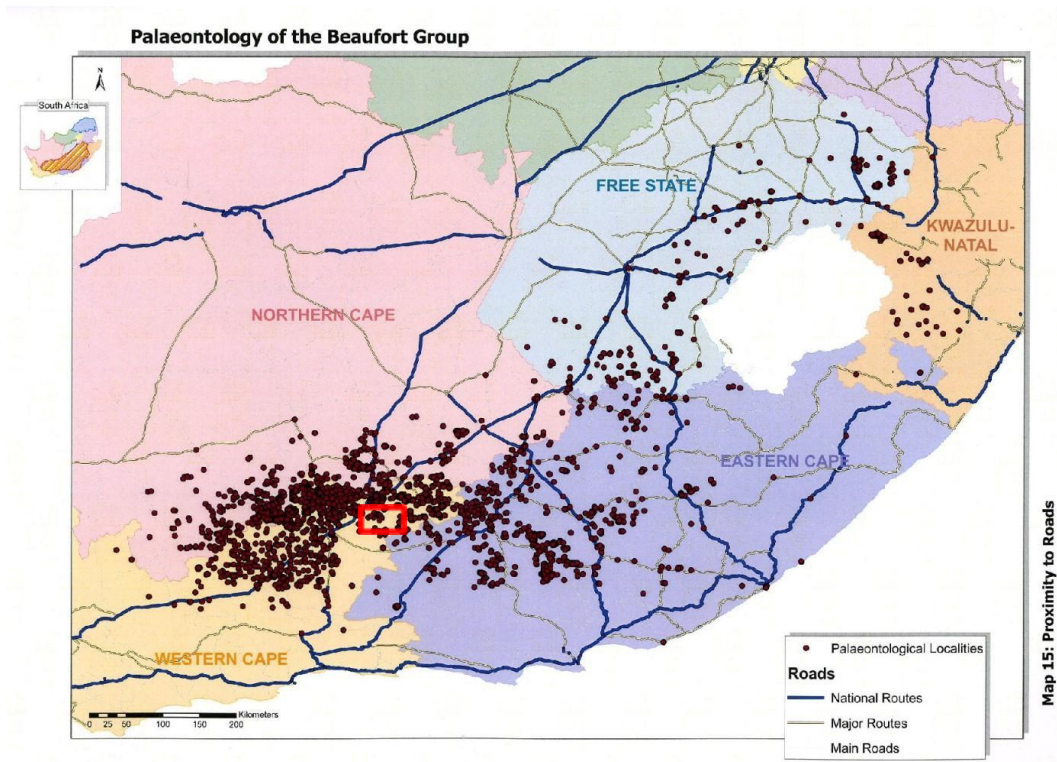 Palaeontology of the Beaufort Group
N
South Africa
FREE STATE
KWAZULU-
NATAL
NORTHERN CAPE
EASTERN CAPE
WESTERN CAPE
Kilometers
0 25 50 100 150 200
Palaeontological Localities
Roads
National Routes
Major Routes
Main Roads
Map 15: Proximity to Roads